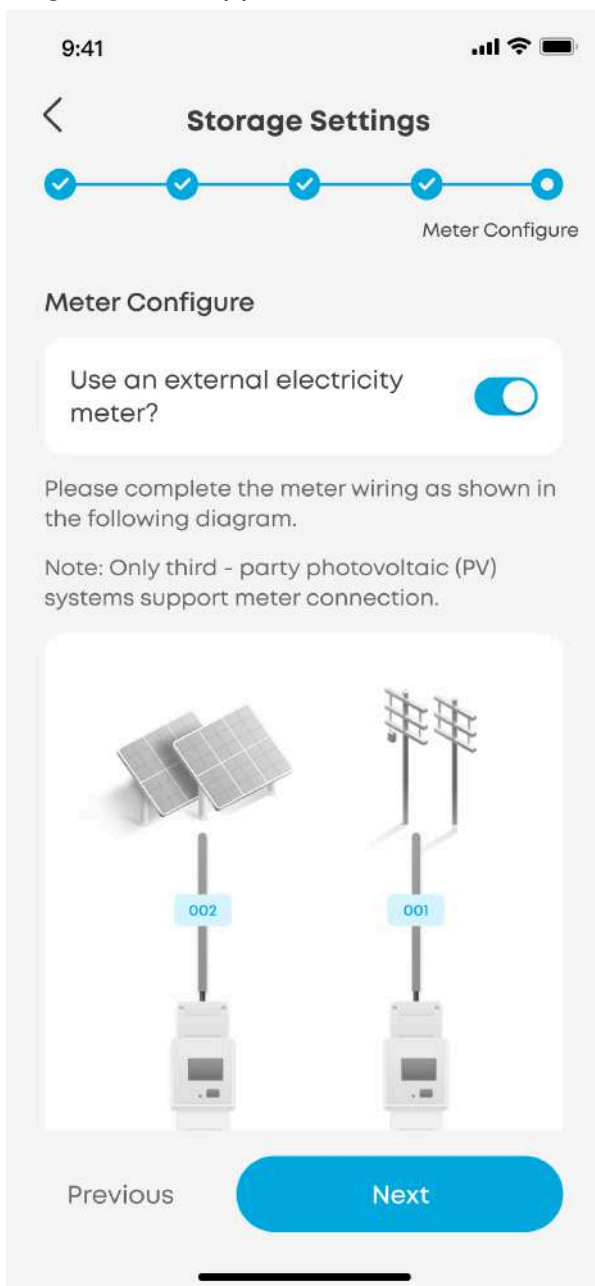 9:41
Storage Settings
Meter Configure
Meter Configure
Use an external electricity
meter?
Please complete the meter wiring as shown in
the following diagram.
Note: Only third - party photovoltaic (PV)
systems support meter connection.
002
001
Previous
Next